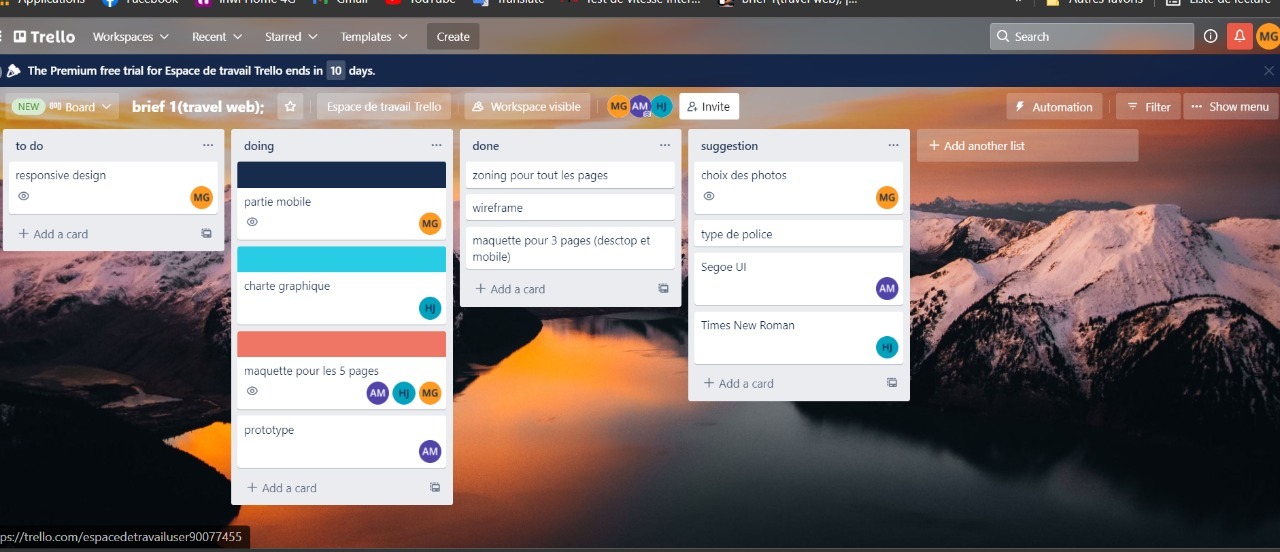 Applications
Facebook
Inwi Home 4G
Gmail
YouTube
Translate
Test de vitesse Inter...
brief 1(travel web); |...
»
Autres favoris
Liste de lecture
Trello
Workspaces
Recent
Starred
Templates
Create
Search
MG
The Premium free trial for Espace de travail Trello ends in 10 days.
NEW
Board
brief 1(travel web);
Espace de travail Trello
Workspace visible
MG
AM
HJ
Invite
Automation
Filter
Show menu
to do
responsive design
MG
+ Add a card
doing
partie mobile
MG
charte graphique
HJ
maquette pour les 5 pages
AM
HJ
MG
prototype
AM
+ Add a card
done
zoning pour tout les pages
wireframe
maquette pour 3 pages (desctop et
mobile)
+ Add a card
suggestion
choix des photos
MG
type de police
Segoe UI
AM
Times New Roman
HJ
+ Add a card
+ Add another list
ps://trello.com/espacedetravailuser90077455